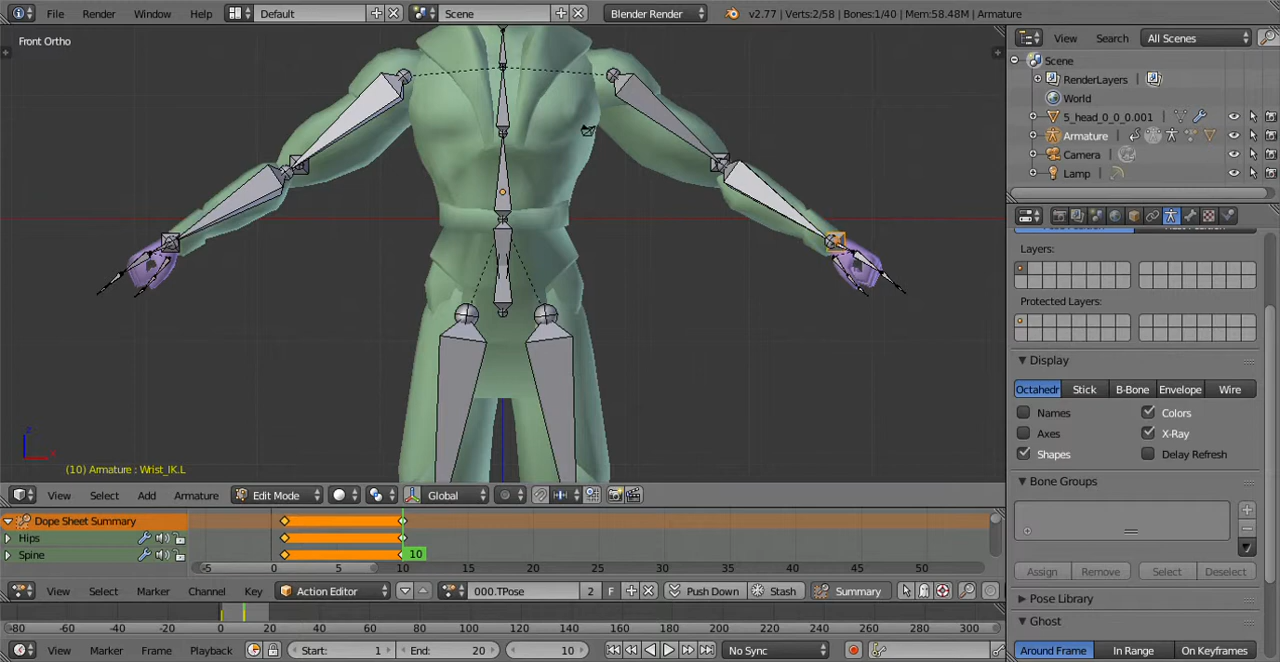 File Render Window Help Default Scene Blender Render v2.77 | Verts:2/58 | Bones:1/40 | Mem:58.48M | Armature
Front Ortho
View Search All Scenes
Scene
RenderLayers
World
5_head_0_0_0.001
Armature
Camera
Lamp
Layers:
Protected Layers:
Display
Octahedr Stick B-Bone Envelope Wire
Names Colors
Axes X-Ray
Shapes Delay Refresh
Bone Groups
Assign Remove Select Deselect
Pose Library
Ghost
Around Frame In Range On Keyframes
z
x
(10) Armature : Wrist_IK.L
View Select Add Armature Edit Mode Global
Dope Sheet Summary
Hips
Spine
10
-5 0 5 10 15 20 25 30 35 40 45 50
View Select Marker Channel Key Action Editor 000.TPose 2 F Push Down Stash Summary
-80 -60 -40 -20 0 20 40 60 80 100 120 140 160 180 200 220 240 260 280 300
View Marker Frame Playback Start: 1 End: 20 10 No Sync